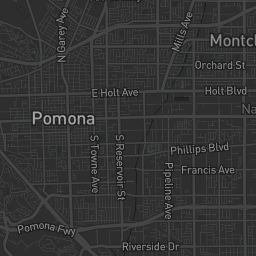 N Garey Ave
Mills Ave
Montcl
Orchard St
E Holt Ave
Holt Blvd
Na
Pomona
S Towne Ave
S Reservoir St
Phillips Blvd
Francis Ave
Pipeline Ave
Pomona Fwy
Riverside Dr